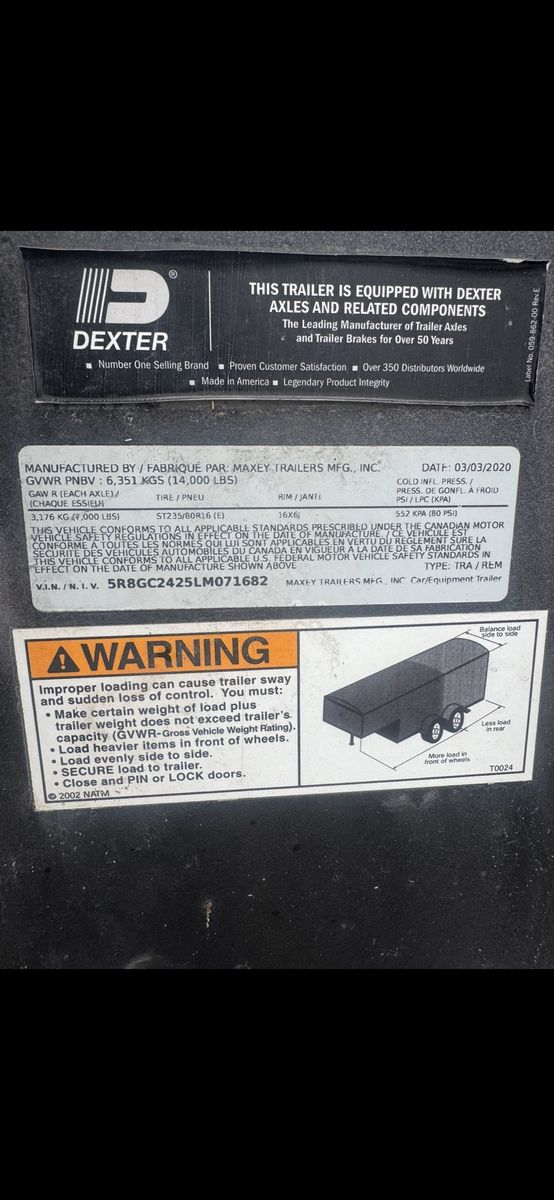 DEXTER
®
THIS TRAILER IS EQUIPPED WITH DEXTER
AXLES AND RELATED COMPONENTS
The Leading Manufacturer of Trailer Axles
and Trailer Brakes for Over 50 Years
■ Number One Selling Brand ■ Proven Customer Satisfaction ■ Over 350 Distributors Worldwide
■ Made in America ■ Legendary Product Integrity
Label No. 059-862-00 Rev.E
MANUFACTURED BY / FABRIQUÉ PAR: MAXEY TRAILERS MFG., INC. DATE: 03/03/2020
GVWR PNBV : 6,351 KGS (14,000 LBS)
GAWR (EACH AXLE) / (CHAQUE ESSIEU) TIRE / PNEU RIM / JANTE COLD INFL. PRESS. / PRESS. DE GONFL. À FROID PSI / LPC (KPA)
3,176 KG (7,000 LBS) ST235/80R16 (E) 16X6J 552 KPA (80 PSI)
THIS VEHICLE CONFORMS TO ALL APPLICABLE STANDARDS PRESCRIBED UNDER THE CANADIAN MOTOR
VEHICLE SAFETY REGULATIONS IN EFFECT ON THE DATE OF MANUFACTURE. / CE VÉHICULE EST
CONFORME À TOUTES LES NORMES QUI LUI SONT APPLICABLES EN VERTU DU RÈGLEMENT SUR LA
SÉCURITÉ DES VÉHICULES AUTOMOBILES DU CANADA EN VIGUEUR À LA DATE DE SA FABRICATION
THIS VEHICLE CONFORMS TO ALL APPLICABLE U.S. FEDERAL MOTOR VEHICLE SAFETY STANDARDS IN
EFFECT ON THE DATE OF MANUFACTURE SHOWN ABOVE TYPE: TRA / REM
V.I.N. / N. I. V. 5R8GC2425LM071682 MAXEY TRAILERS MFG., INC. Car/Equipment Trailer
WARNING
Improper loading can cause trailer sway
and sudden loss of control. You must:
• Make certain weight of load plus
trailer weight does not exceed trailer's
capacity (GVWR-Gross Vehicle Weight Rating).
• Load heavier items in front of wheels.
• Load evenly side to side.
• SECURE load to trailer.
• Close and PIN or LOCK doors.
© 2002 NATM
Balance load
side to side
Less load
in rear
More load in
front of wheels
T0024